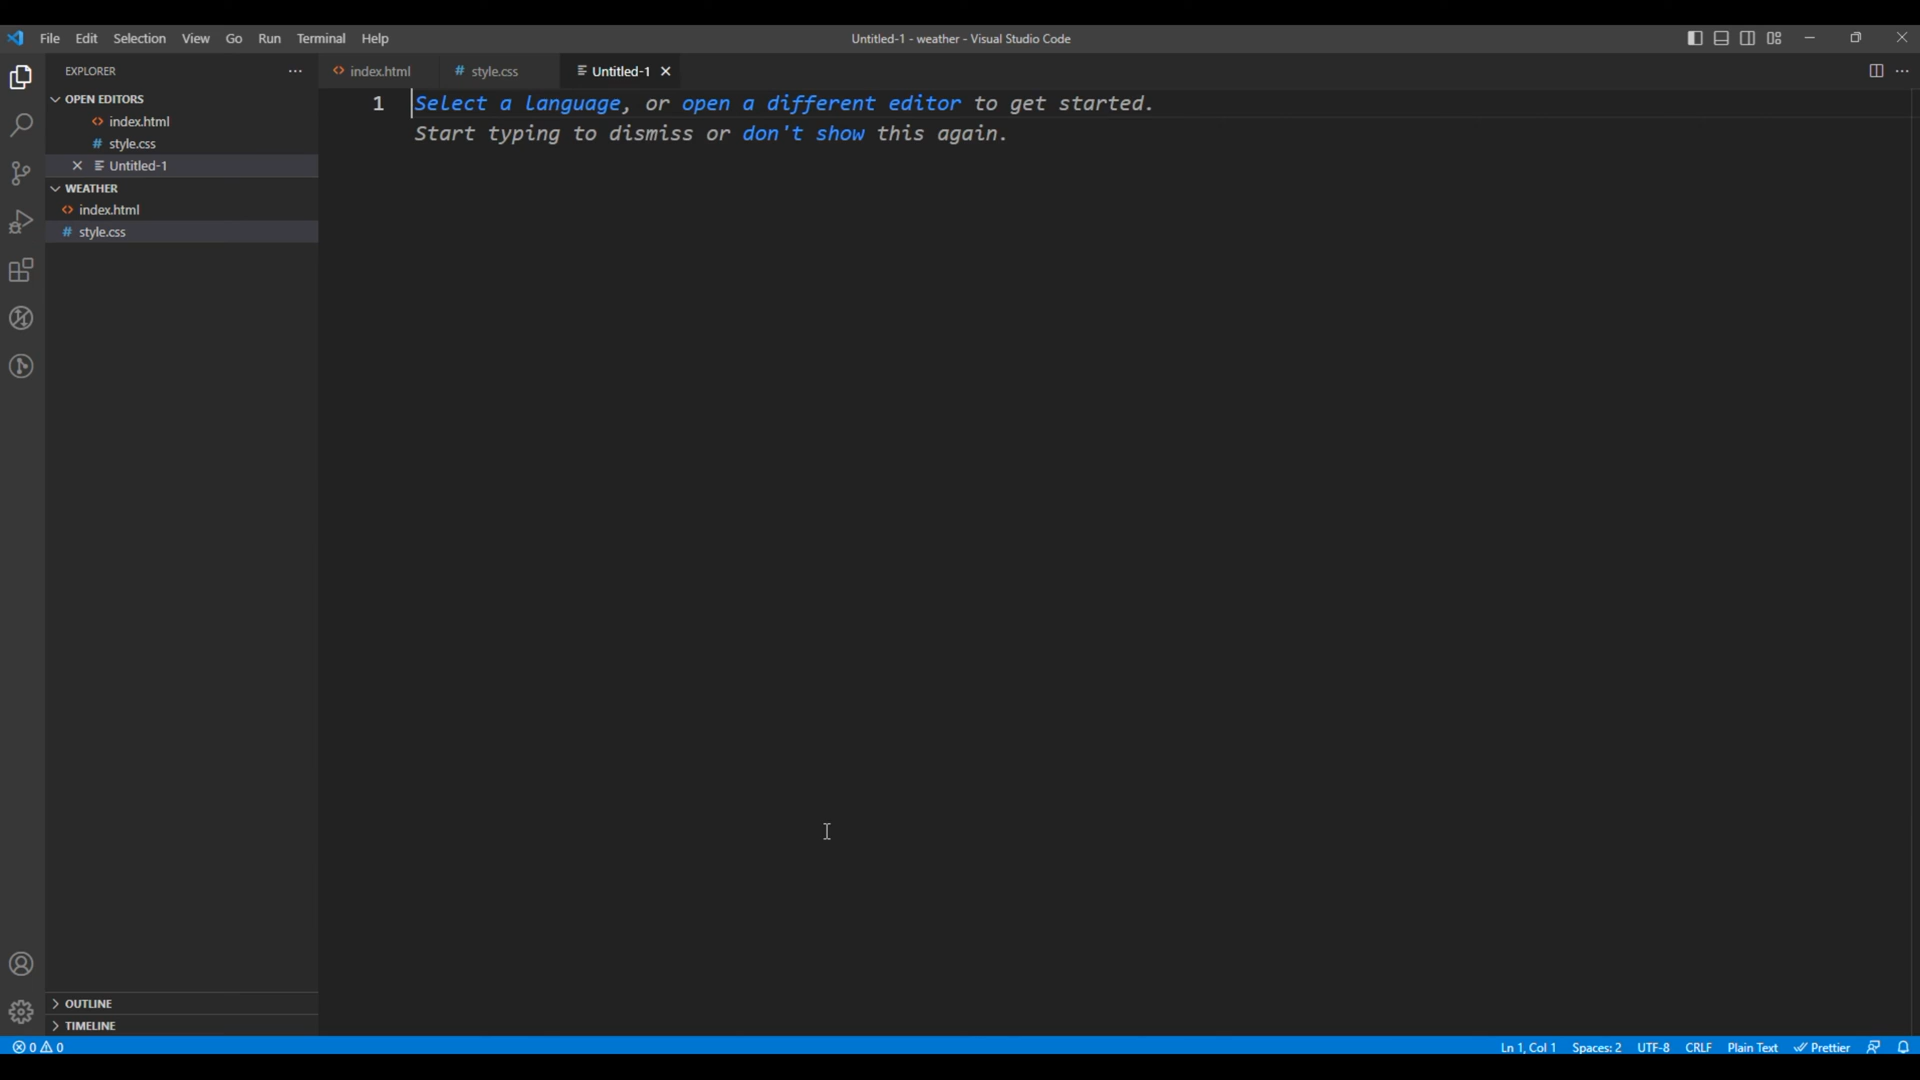 File Edit Selection View Go Run Terminal Help
Untitled-1 - weather - Visual Studio Code
EXPLORER
index.html
style.css
Untitled-1
OPEN EDITORS
index.html
style.css
Untitled-1
WEATHER
index.html
style.css
1 Select a language, or open a different editor to get started.
Start typing to dismiss or don't show this again.
OUTLINE
TIMELINE
0 0
Ln 1, Col 1 Spaces: 2 UTF-8 CRLF Plain Text Prettier